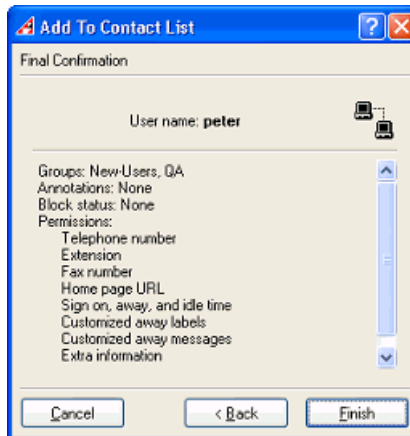 Add To Contact List
Final Confirmation
User name: peter
Groups: New-Users, QA
Annotations: None
Block status: None
Permissions:
Telephone number
Extension
Fax number
Home page URL
Sign on, away, and idle time
Customized away labels
Customized away messages
Extra information
Cancel
< Back
Finish